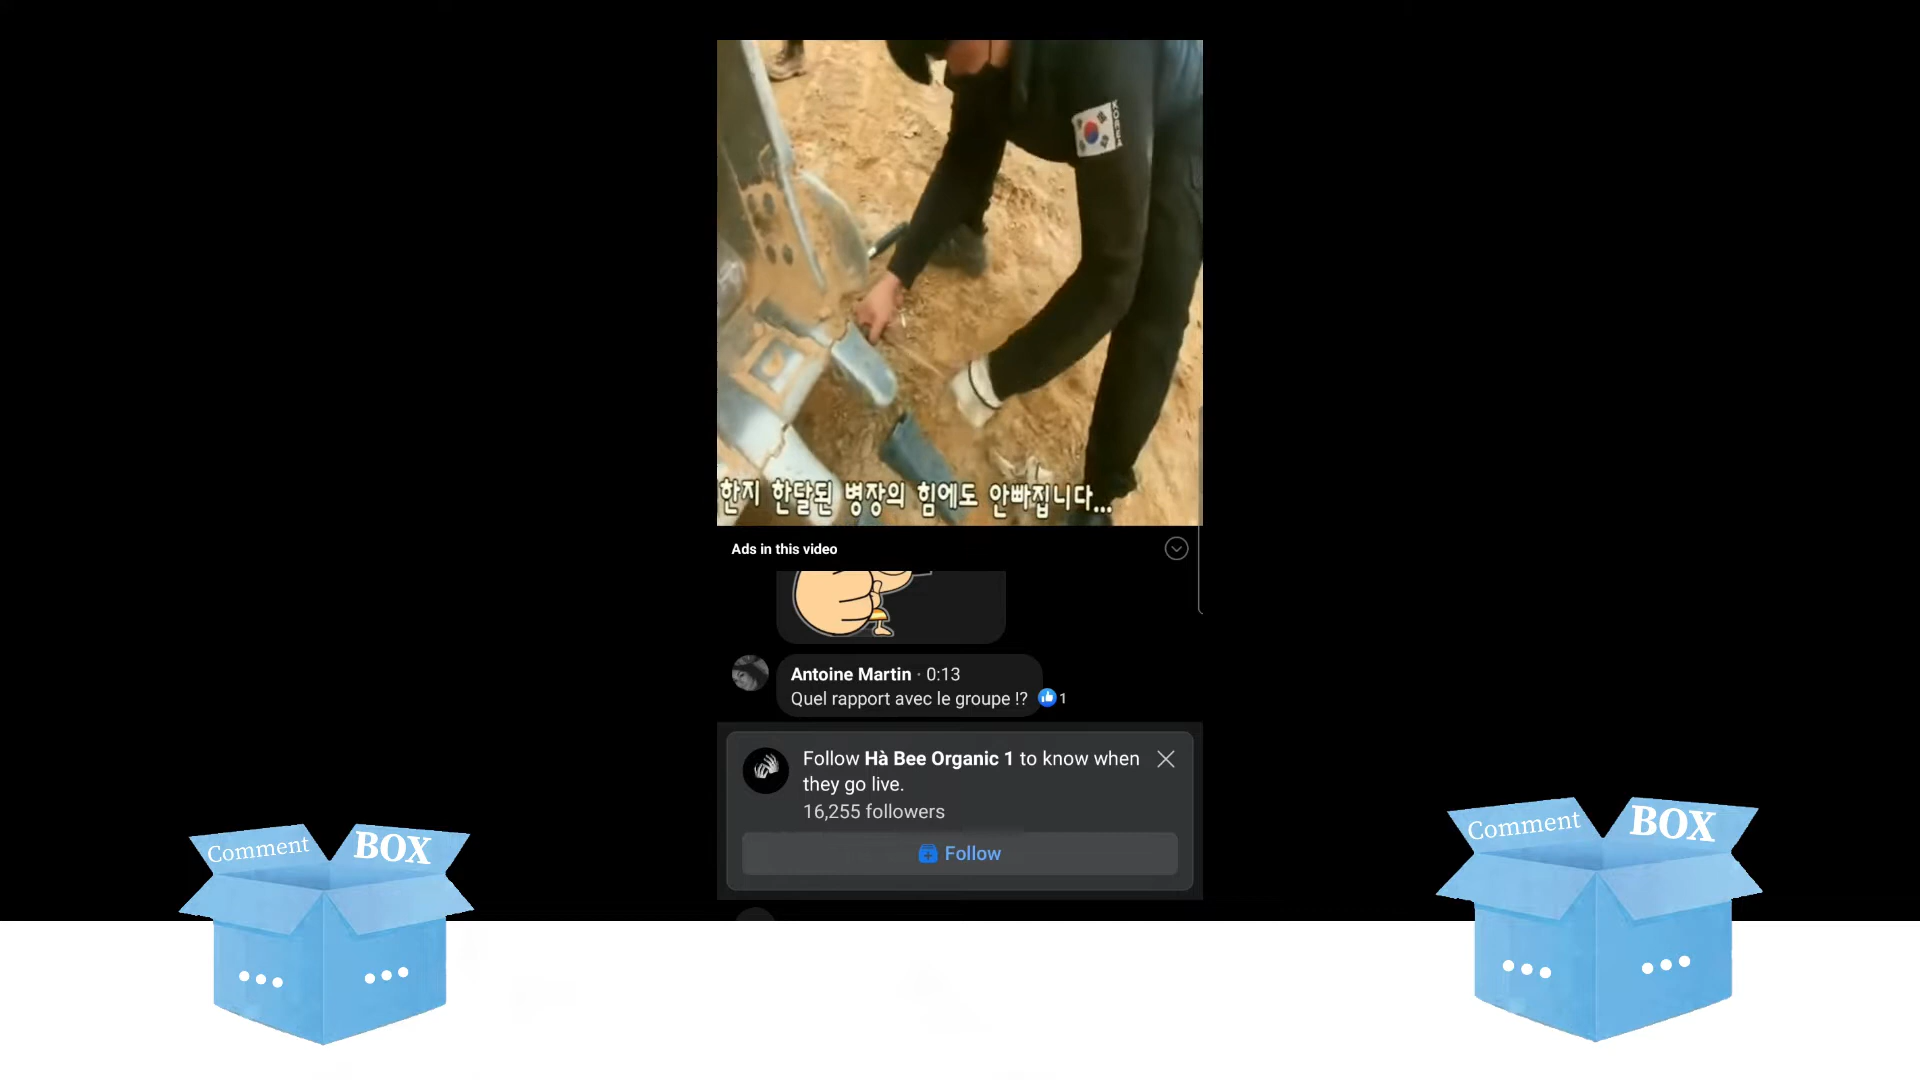 KOREA
한지 한달된 병장의 힘에도 안빠집니다...
Ads in this video
Antoine Martin · 0:13
Quel rapport avec le groupe !?
1
Follow Hà Bee Organic 1 to know when
they go live.
16,255 followers
Follow
Comment BOX
Comment BOX